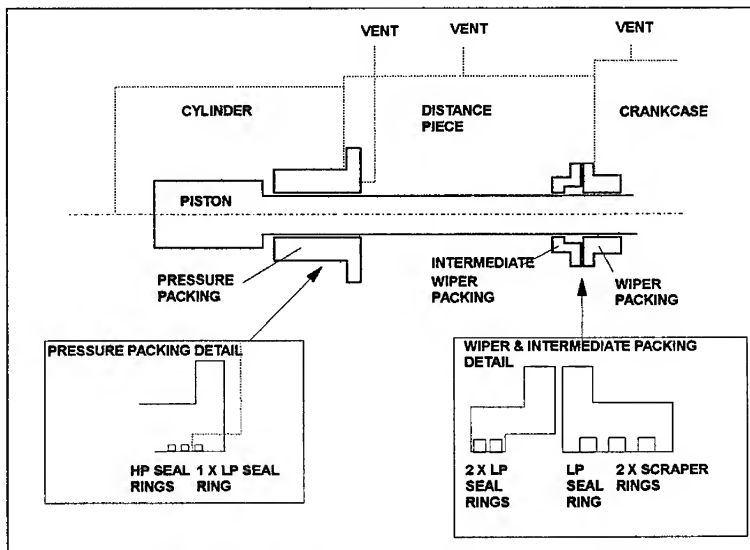 VENT
VENT
VENT
CYLINDER
DISTANCE
PIECE
CRANKCASE
PISTON
PRESSURE
PACKING
INTERMEDIATE
WIPER
PACKING
WIPER
PACKING
PRESSURE PACKING DETAIL
HP SEAL
RINGS
1 X LP SEAL
RING
WIPER & INTERMEDIATE PACKING
DETAIL
2 X LP
SEAL
RINGS
LP
SEAL
RING
2 X SCRAPER
RINGS